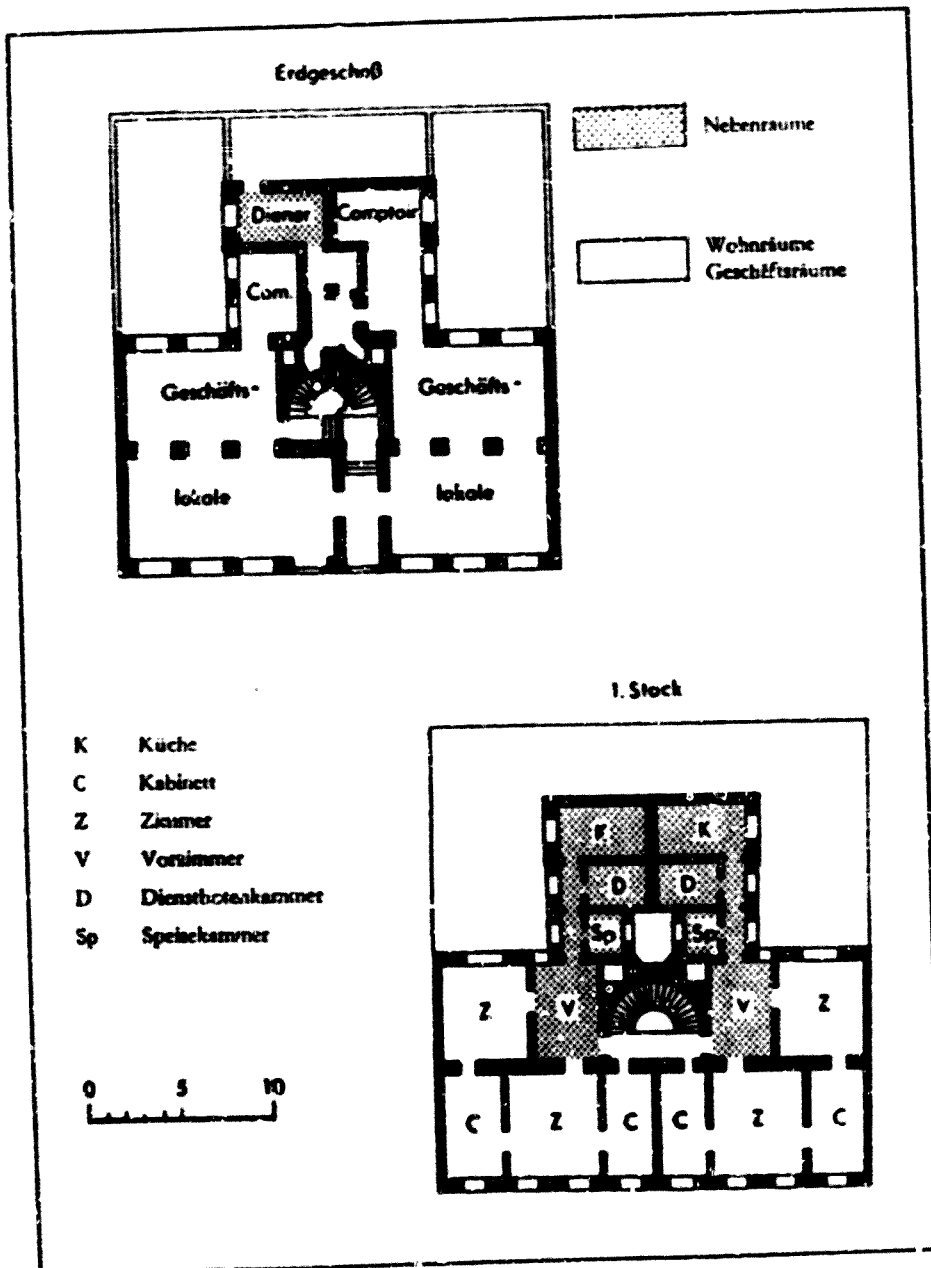 Erdgeschoß
Nebenräume
Diener
Comptoir
Wohnräume
Geschäftsräume
Com.
Geschäfts-
Geschäfts-
lokale
lokale
1. Stock
K Küche
C Kabinett
Z Zimmer
V Vorzimmer
D Dienstbotenkammer
Sp Speisekammer
K
K
D
D
Sp
Sp
Z
V
V
Z
0 5 10
C
Z
C
C
Z
C